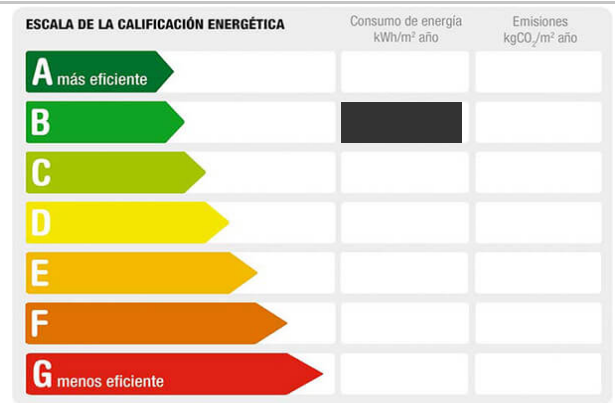 ESCALA DE LA CALIFICACIÓN ENERGÉTICA
Consumo de energía
kWh/m² año
Emisiones
kgCO₂/m² año
A más eficiente
B
C
D
E
F
G menos eficiente